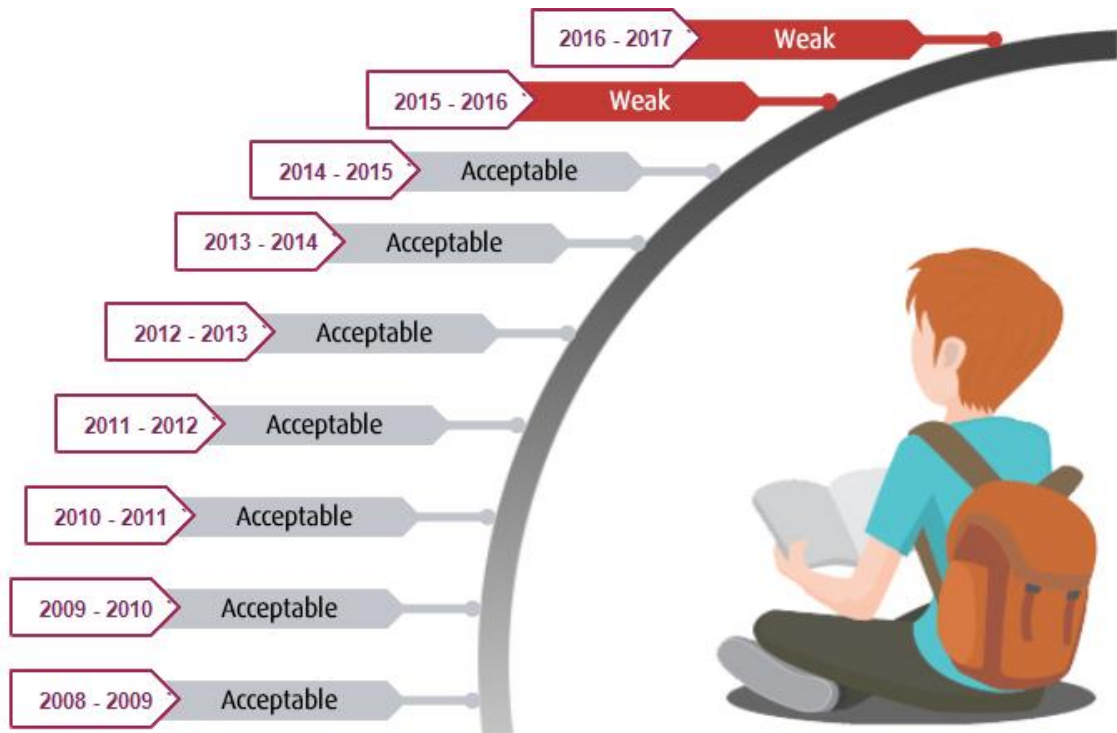 2016 - 2017 Weak
2015 - 2016 Weak
2014 - 2015 Acceptable
2013 - 2014 Acceptable
2012 - 2013 Acceptable
2011 - 2012 Acceptable
2010 - 2011 Acceptable
2009 - 2010 Acceptable
2008 - 2009 Acceptable